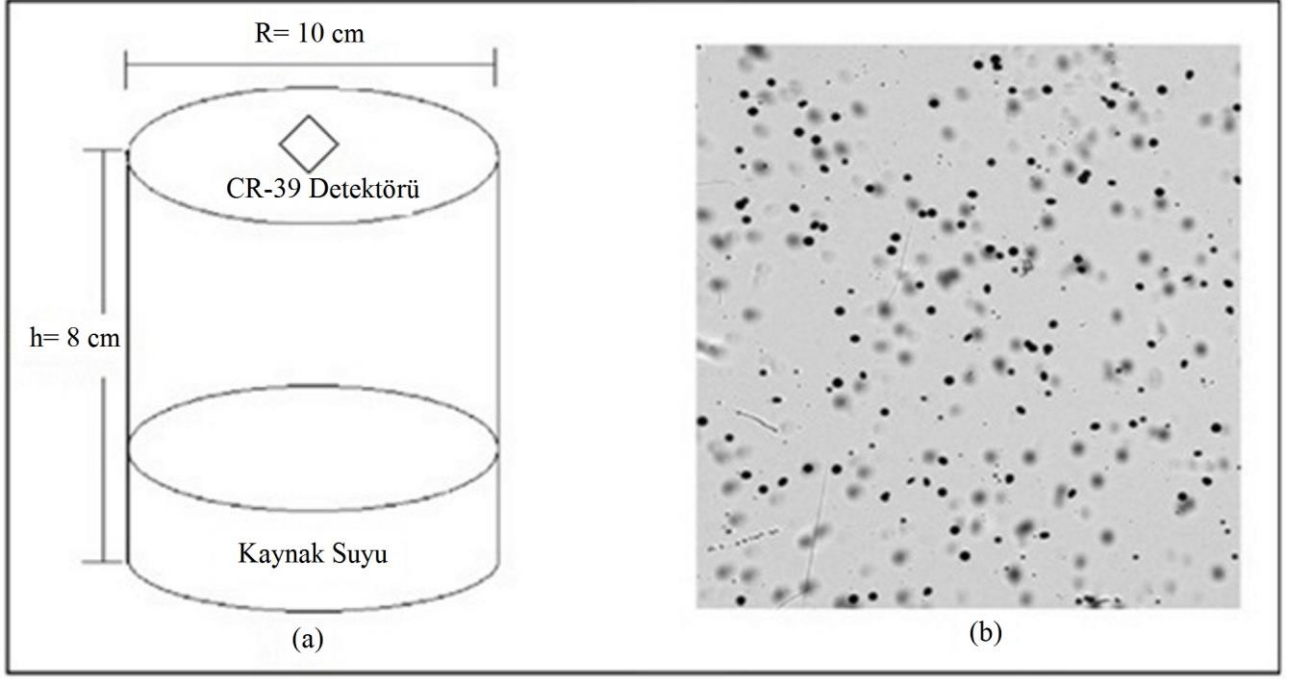 R= 10 cm
CR-39 Detektörü
h= 8 cm
Kaynak Suyu
(a)
(b)